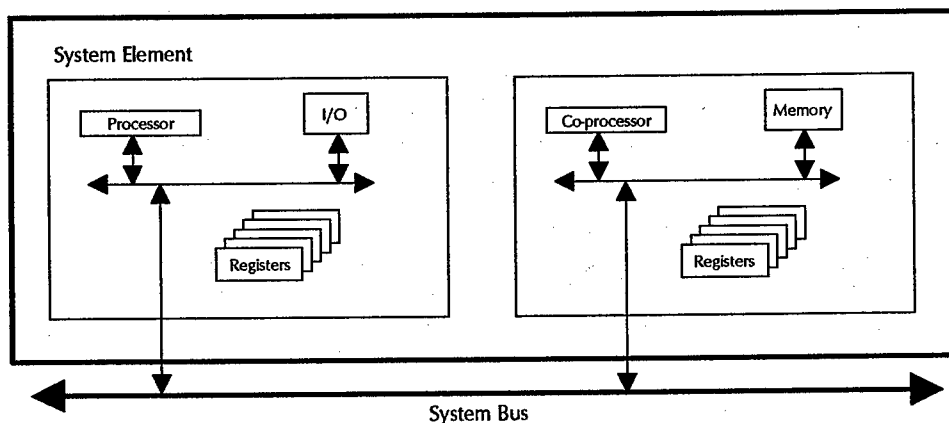 System Element
Processor
I/O
Registers
Co-processor
Memory
Registers
System Bus